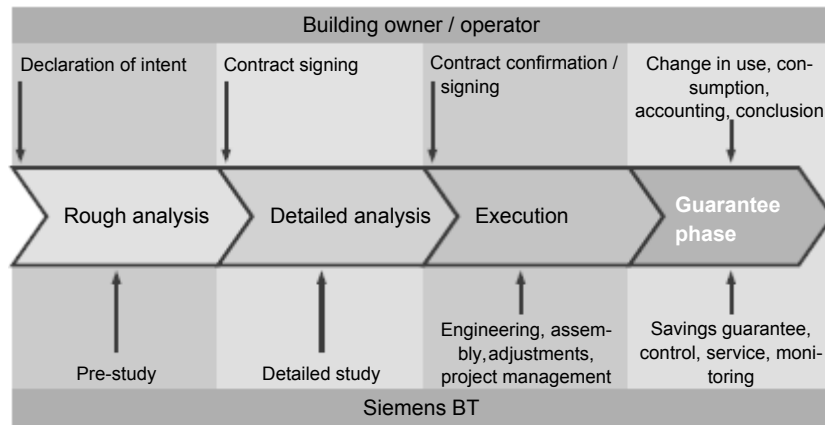 Building owner / operator
Declaration of intent
Contract signing
Contract confirmation /
signing
Change in use, con-
sumption,
accounting, conclusion
Rough analysis
Detailed analysis
Execution
Guarantee
phase
Pre-study
Detailed study
Engineering, assem-
bly,adjustments,
project management
Savings guarantee,
control, service, moni-
toring
Siemens BT